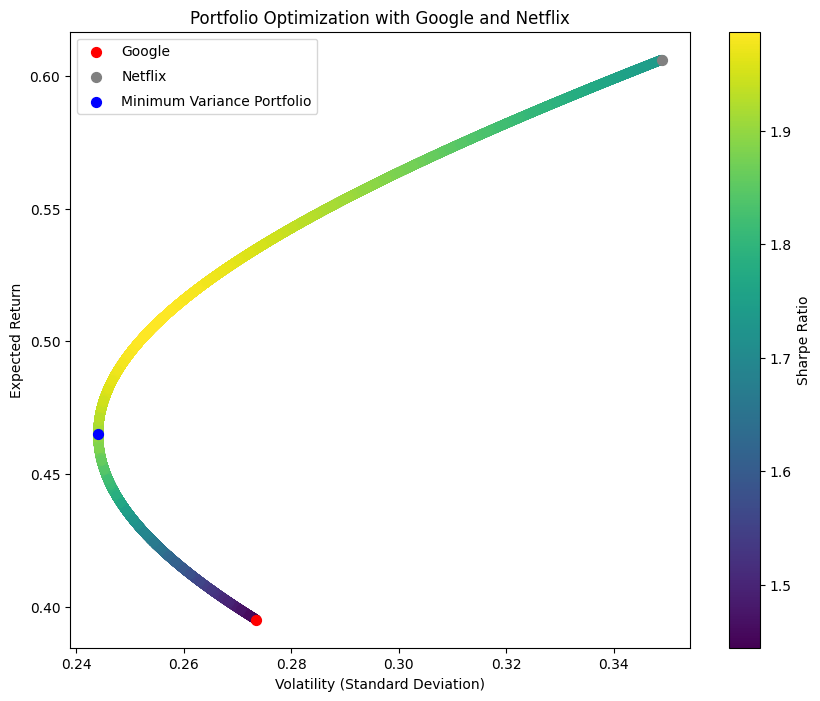 Portfolio Optimization with Google and Netflix
Google
Netflix
Minimum Variance Portfolio
0.60
0.55
0.50
0.45
0.40
Expected Return
0.24
0.26
0.28
0.30
0.32
0.34
Volatility (Standard Deviation)
1.9
1.8
1.7
1.6
1.5
Sharpe Ratio